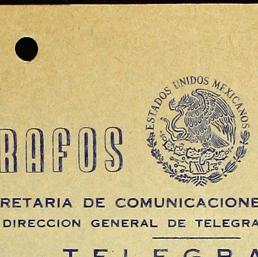 ESTADOS UNIDOS MEXICANOS
RAFOS
RETARIA DE COMUNICACIONE
DIRECCION GENERAL DE TELEGRA
TELEGRA